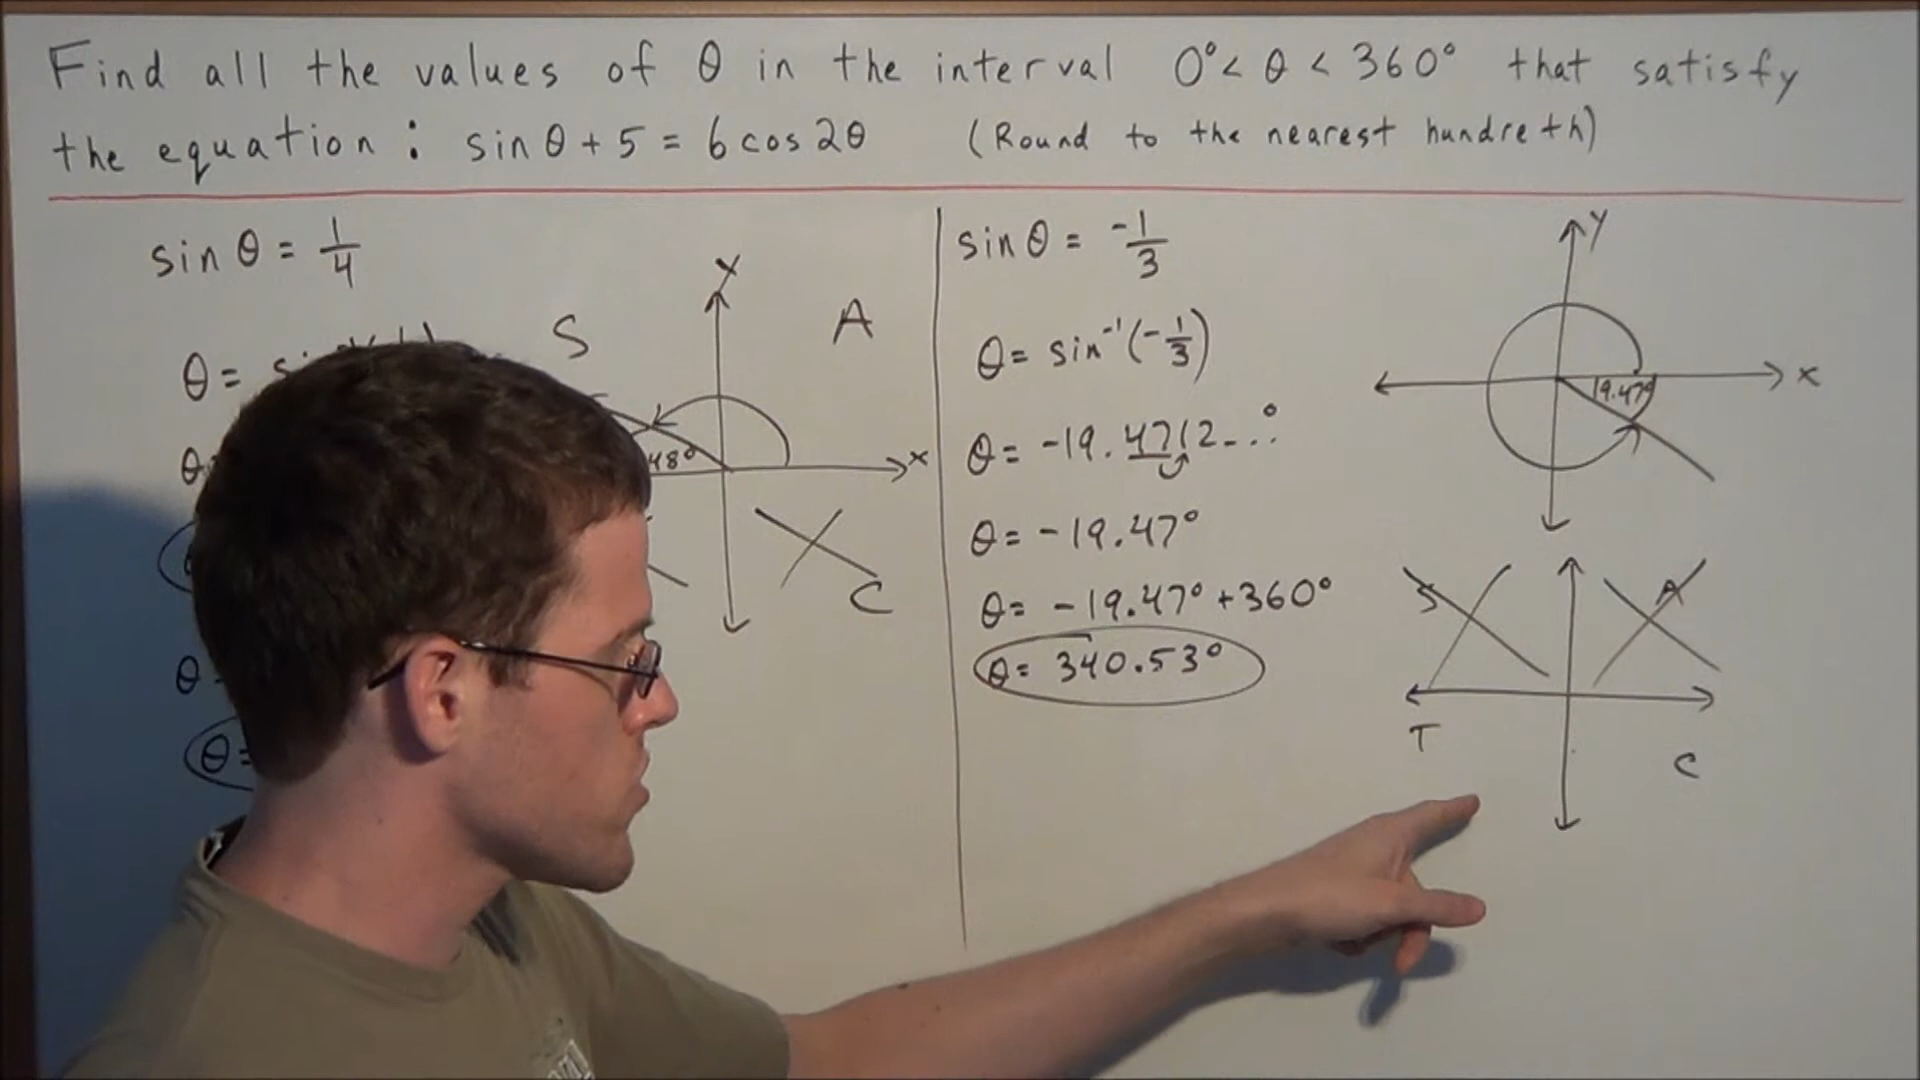 Find all the values of θ in the interval 0°< θ < 360° that satisfy
the equation : sin θ + 5 = 6 cos 2θ (Round to the nearest hundreth)
sin θ = 1/4
θ =
θ
θ
θ =
S
y
A
x
48°
C
sin θ = -1/3
θ = sin⁻¹(-1/3)
θ = -19.4712...°
θ = -19.47°
θ = -19.47° + 360°
θ = 340.53°
y
x
19.47°
S
A
T
C